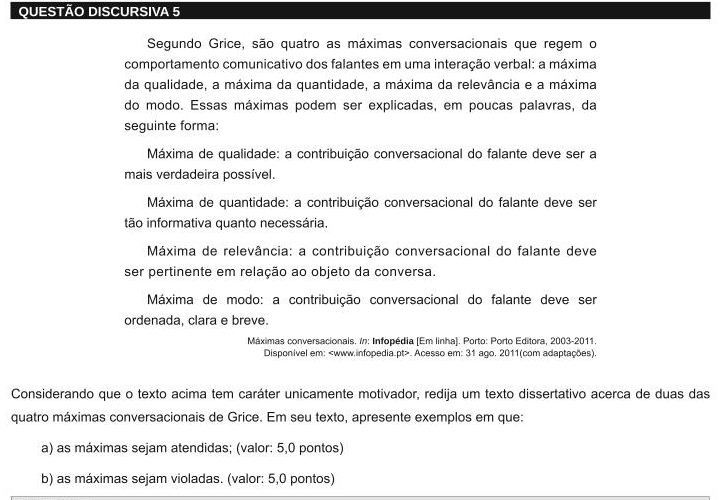 QUESTÃO DISCURSIVA 5
Segundo Grice, são quatro as máximas conversacionais que regem o
comportamento comunicativo dos falantes em uma interação verbal: a máxima
da qualidade, a máxima da quantidade, a máxima da relevância e a máxima
do modo. Essas máximas podem ser explicadas, em poucas palavras, da
seguinte forma:
Máxima de qualidade: a contribuição conversacional do falante deve ser a
mais verdadeira possível.
Máxima de quantidade: a contribuição conversacional do falante deve ser
tão informativa quanto necessária.
Máxima de relevância: a contribuição conversacional do falante deve
ser pertinente em relação ao objeto da conversa.
Máxima de modo: a contribuição conversacional do falante deve ser
ordenada, clara e breve.
Máximas conversacionais. In: Infopédia [Em linha]. Porto: Porto Editora, 2003-2011.
Disponível em: <www.infopedia.pt>. Acesso em: 31 ago. 2011(com adaptações).
Considerando que o texto acima tem caráter unicamente motivador, redija um texto dissertativo acerca de duas das
quatro máximas conversacionais de Grice. Em seu texto, apresente exemplos em que:
a) as máximas sejam atendidas; (valor: 5,0 pontos)
b) as máximas sejam violadas. (valor: 5,0 pontos)